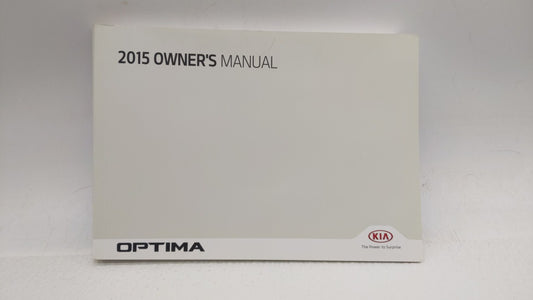 2015 OWNER'S MANUAL
OPTIMA
KIA
The Power to Surprise